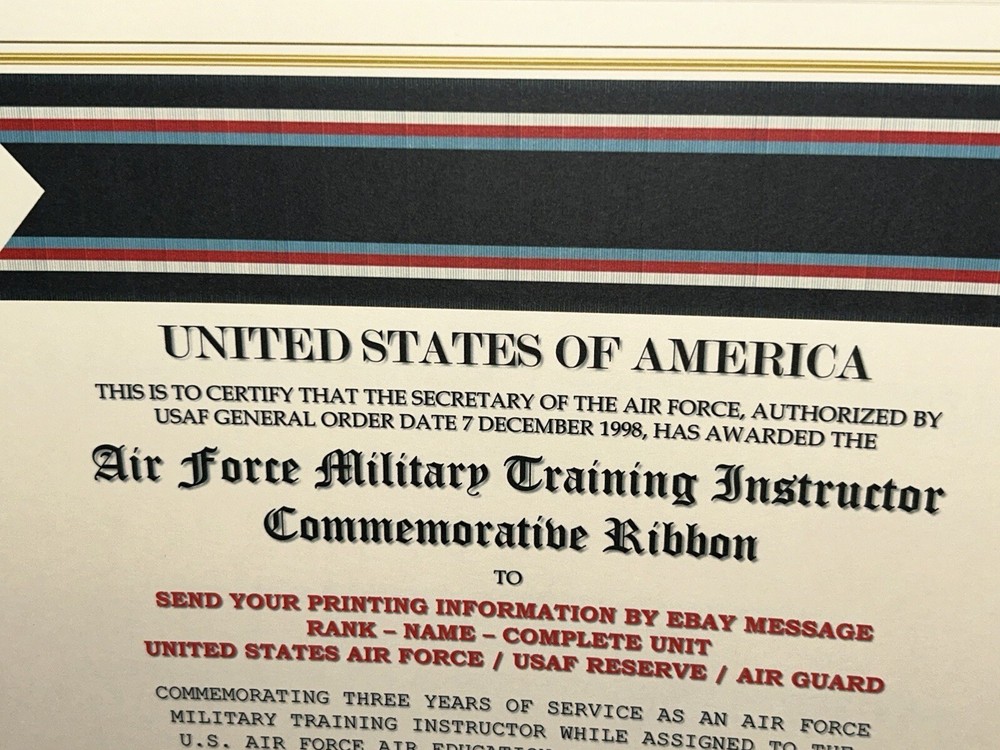 UNITED STATES OF AMERICA
THIS IS TO CERTIFY THAT THE SECRETARY OF THE AIR FORCE, AUTHORIZED BY
USAF GENERAL ORDER DATE 7 DECEMBER 1998, HAS AWARDED THE
Air Force Military Training Instructor
Commemorative Ribbon
TO
SEND YOUR PRINTING INFORMATION BY EBAY MESSAGE
RANK – NAME – COMPLETE UNIT
UNITED STATES AIR FORCE / USAF RESERVE / AIR GUARD
COMMEMORATING THREE YEARS OF SERVICE AS AN AIR FORCE
MILITARY TRAINING INSTRUCTOR WHILE ASSIGNED TO THE
U.S. AIR FORCE AIR